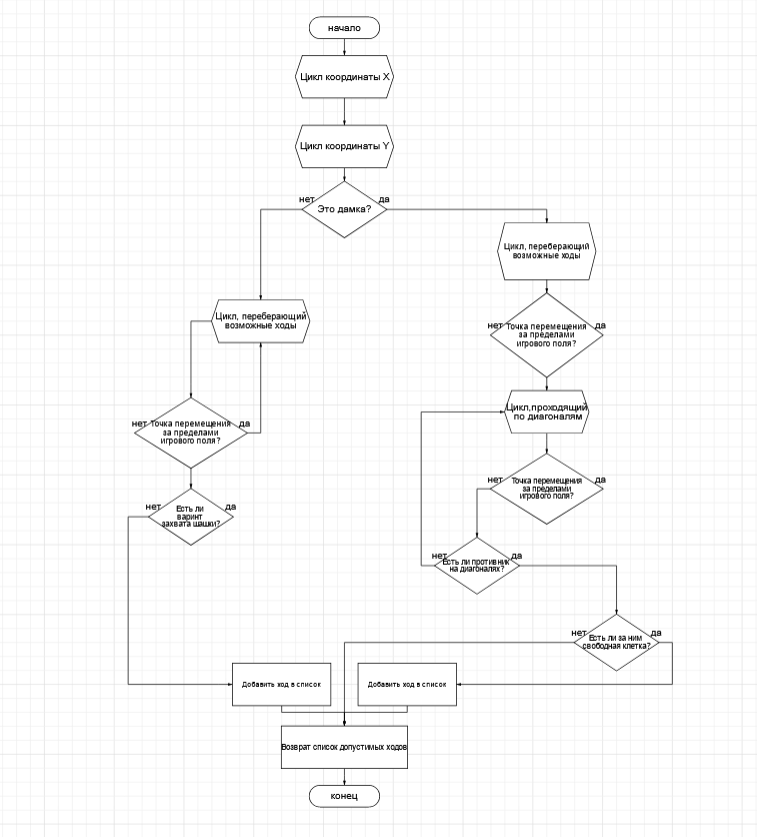 начало
Цикл координаты X
Цикл координаты Y
нет
да
Это дамка?
Цикл, переберающий
возможные ходы
Цикл, переберающий
возможные ходы
нет
да
Точка перемещения
за пределами
игрового поля?
Цикл,проходящий
по диагоналям
нет
да
Точка перемещения
за пределами
игрового поля?
нет
да
Точка перемещения
за пределами
игрового поля?
нет
да
Есть ли
варинт
захвата шашки?
нет
да
Есть ли противник
на диагоналях?
нет
да
Есть ли за ним
свободная клетка?
Добавить ход в список
Добавить ход в список
Возврат список допустимых ходов
конец